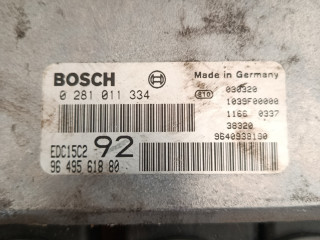 BOSCH
Made in Germany
0 281 011 334
030320
1039F00000
1166 0337
38320
9640939180
EDC15C2 92
96 495 618 80